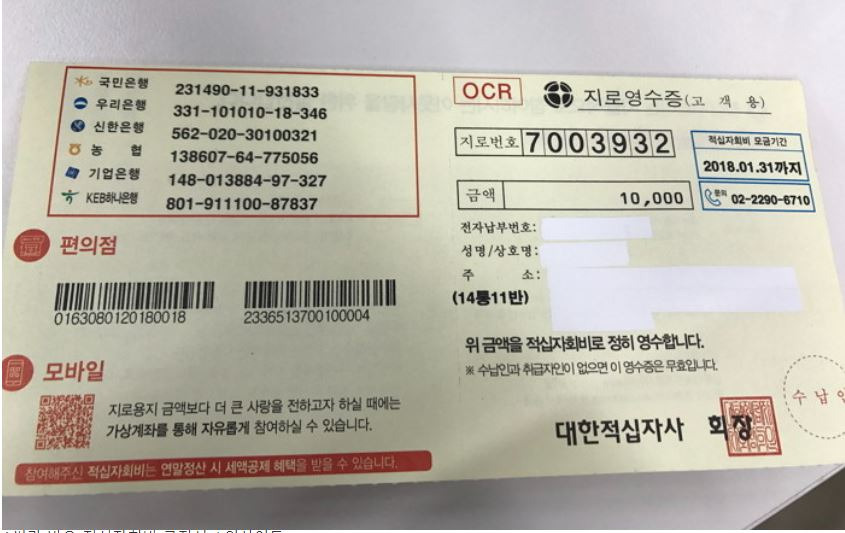 국민은행 231490-11-931833
우리은행 331-101010-18-346
신한은행 562-020-30100321
농 협 138607-64-775056
기업은행 148-013884-97-327
KEB하나은행 801-911100-87837
편의점
0163080120180018 2336513700100004
모바일
지로용지 금액보다 더 큰 사랑을 전하고자 하실 때에는
가상계좌를 통해 자유롭게 참여하실 수 있습니다.
참여해주신 적십자회비는 연말정산 시 세액공제 혜택을 받을 수 있습니다.
OCR 지로영수증(고 객 용)
지로번호 7003932
적십자회비 모금기간
2018.01.31까지
금액 10,000
문의 02-2290-6710
전자납부번호:
성명/상호명:
주 소:
(14통11반)
위 금액을 적십자회비로 정히 영수합니다.
※ 수납인과 취급자인이 없으면 이 영수증은 무효입니다.
대한적십자사 회장
수납인